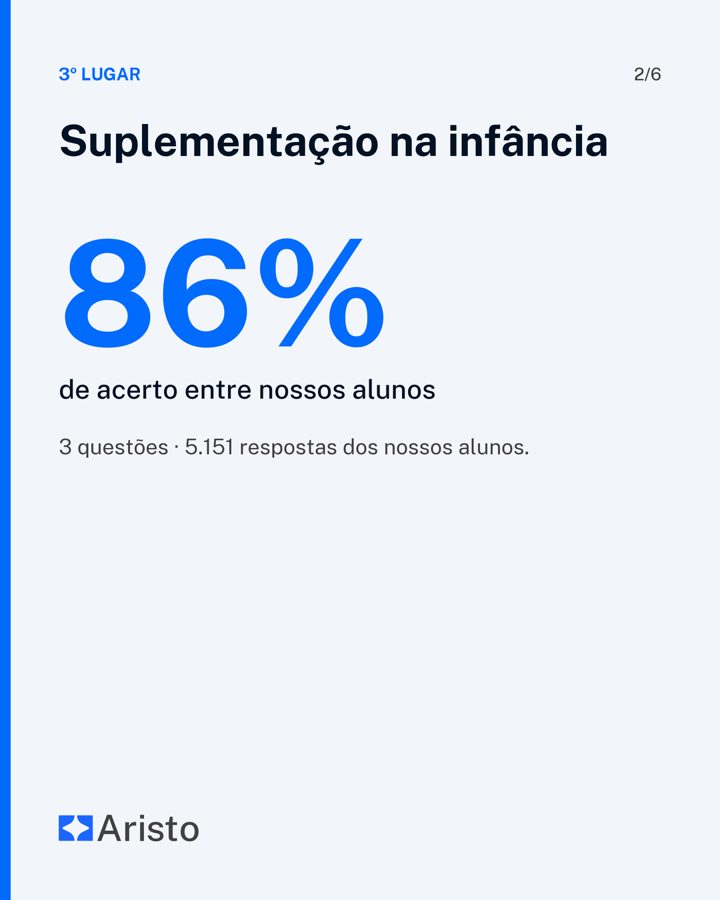 3º LUGAR
2/6
Suplementação na infância
86%
de acerto entre nossos alunos
3 questões · 5.151 respostas dos nossos alunos.
Aristo